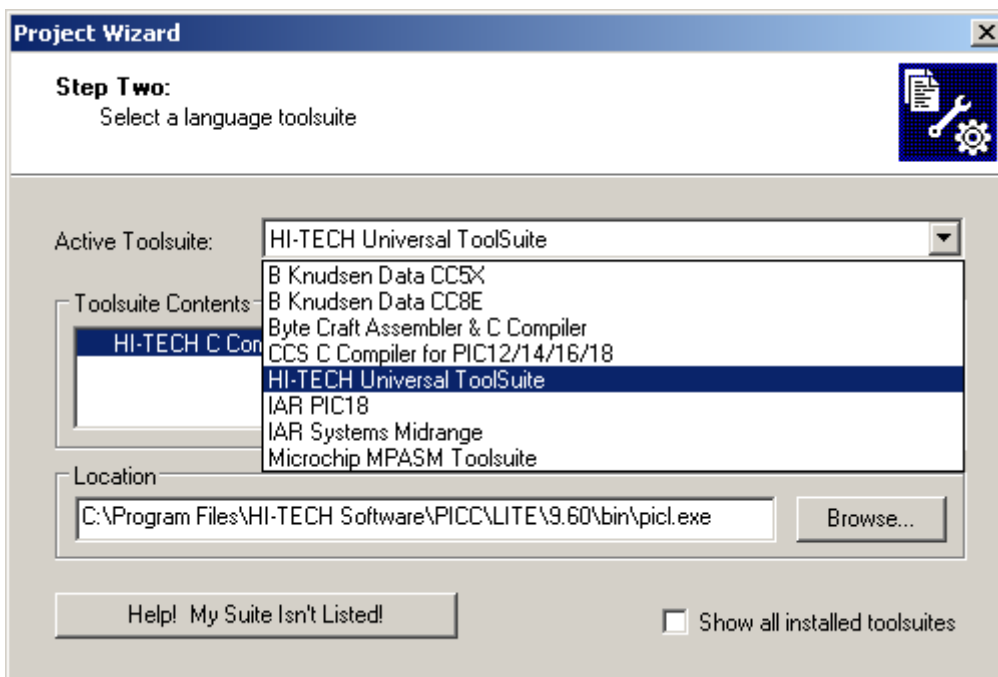 Project Wizard
Step Two:
Select a language toolsuite
Active Toolsuite:
HI-TECH Universal ToolSuite
B Knudsen Data CC5X
B Knudsen Data CC8E
Byte Craft Assembler & C Compiler
CCS C Compiler for PIC12/14/16/18
HI-TECH Universal ToolSuite
IAR PIC18
IAR Systems Midrange
Microchip MPASM Toolsuite
Toolsuite Contents
HI-TECH C
Location
C:\Program Files\HI-TECH Software\PICC\LITE\9.60\bin\picl.exe
Browse...
Help! My Suite Isn't Listed!
Show all installed toolsuites